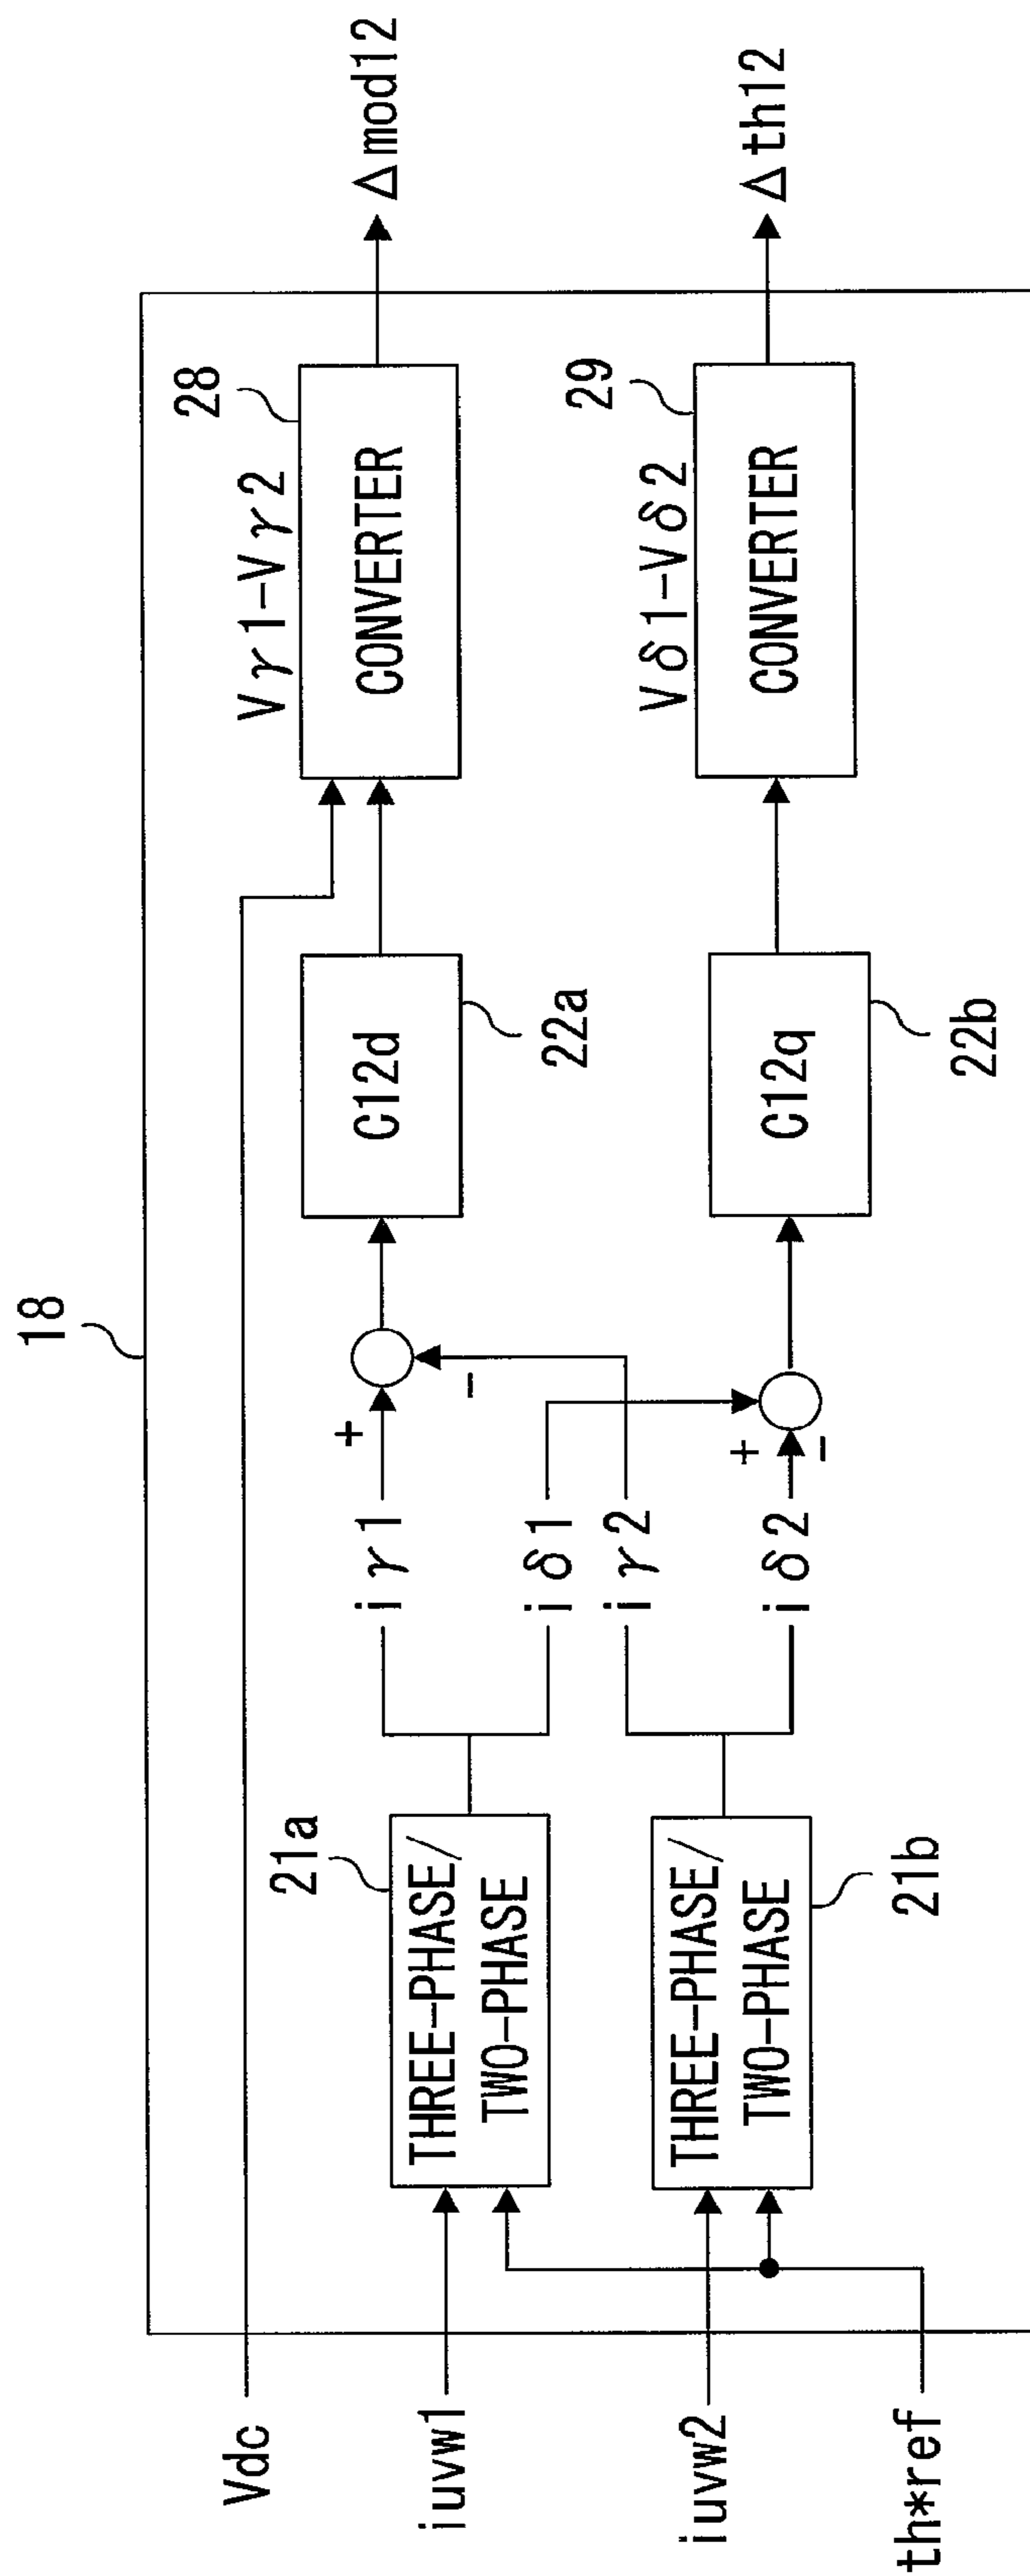 18
Vdc
iuvw1
iuvw2
th*ref
21a
THREE-PHASE/
TWO-PHASE
THREE-PHASE/
TWO-PHASE
21b
iγ1
iδ1
iγ2
iδ2
+
-
+
-
C12d
22a
C12q
22b
Vγ1-Vγ2
28
CONVERTER
Vδ1-Vδ2
29
CONVERTER
Δmod12
Δth12